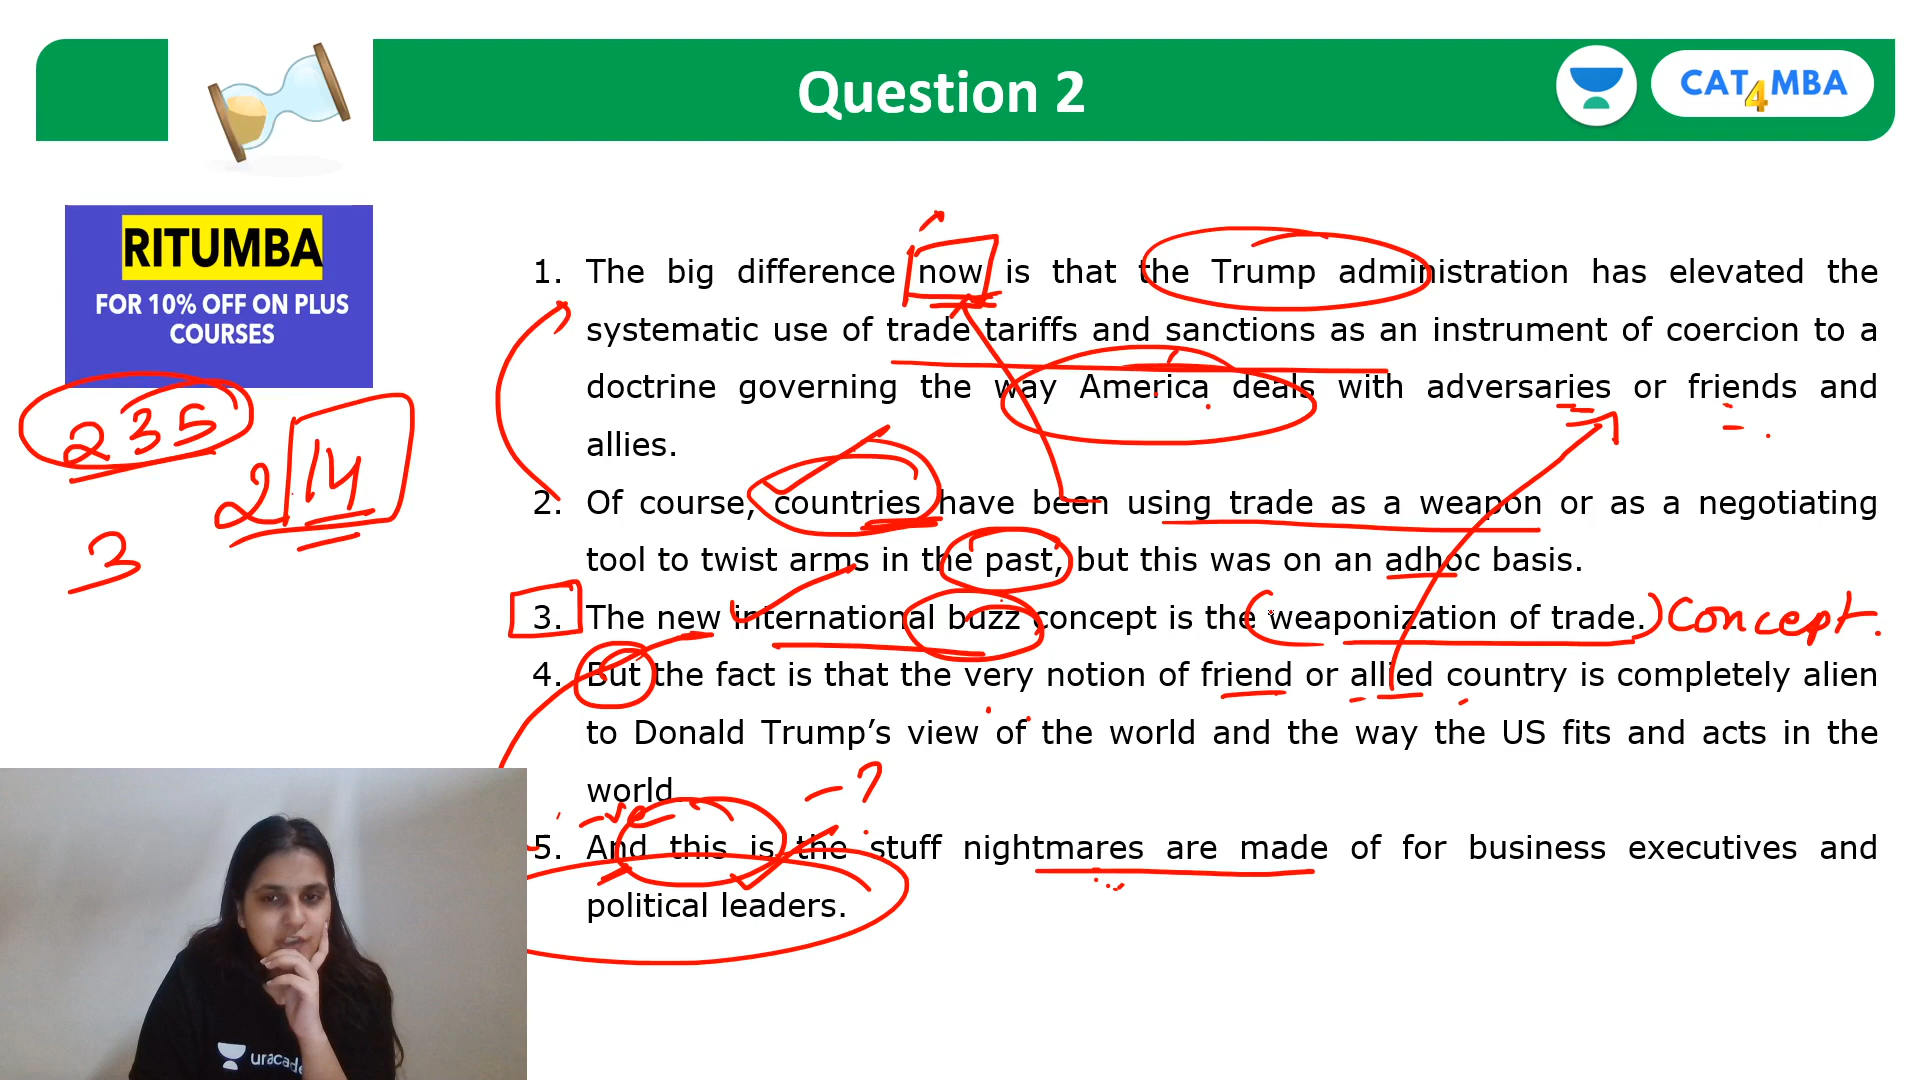 Question 2
CAT4MBA
RITUMBA
FOR 10% OFF ON PLUS
COURSES
235
214
3
1. The big difference now is that the Trump administration has elevated the
systematic use of trade tariffs and sanctions as an instrument of coercion to a
doctrine governing the way America deals with adversaries or friends and
allies.
2. Of course, countries have been using trade as a weapon or as a negotiating
tool to twist arms in the past, but this was on an adhoc basis.
3. The new international buzz concept is the weaponization of trade. Concept.
4. But the fact is that the very notion of friend or allied country is completely alien
to Donald Trump's view of the world and the way the US fits and acts in the
world.
-ve - ?
5. And this is the stuff nightmares are made of for business executives and
political leaders.